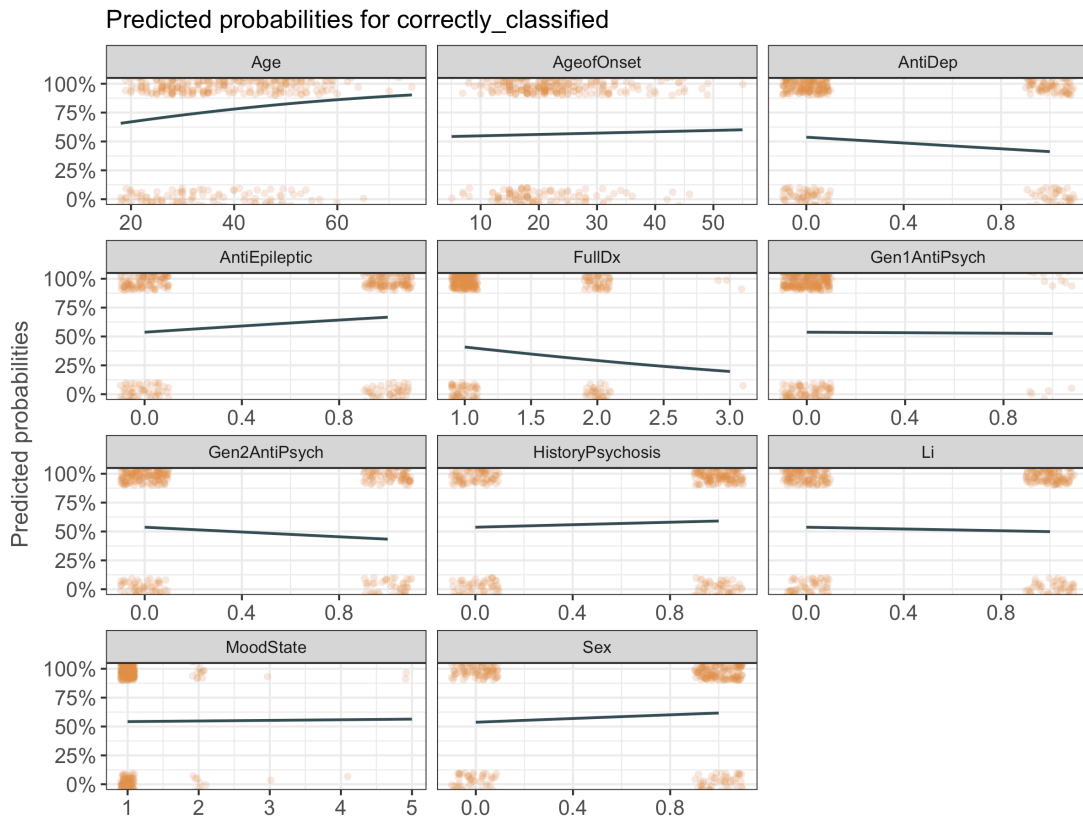 Predicted probabilities for correctly_classified
Predicted probabilities
Age AgeofOnset AntiDep
100%
75%
50%
25%
0%
20 40 60 10 20 30 40 50 0.0 0.4 0.8
AntiEpileptic FullDx Gen1AntiPsych
100%
75%
50%
25%
0%
0.0 0.4 0.8 1.0 1.5 2.0 2.5 3.0 0.0 0.4 0.8
Gen2AntiPsych HistoryPsychosis Li
100%
75%
50%
25%
0%
0.0 0.4 0.8 0.0 0.4 0.8 0.0 0.4 0.8
MoodState Sex
100%
75%
50%
25%
0%
1 2 3 4 5 0.0 0.4 0.8